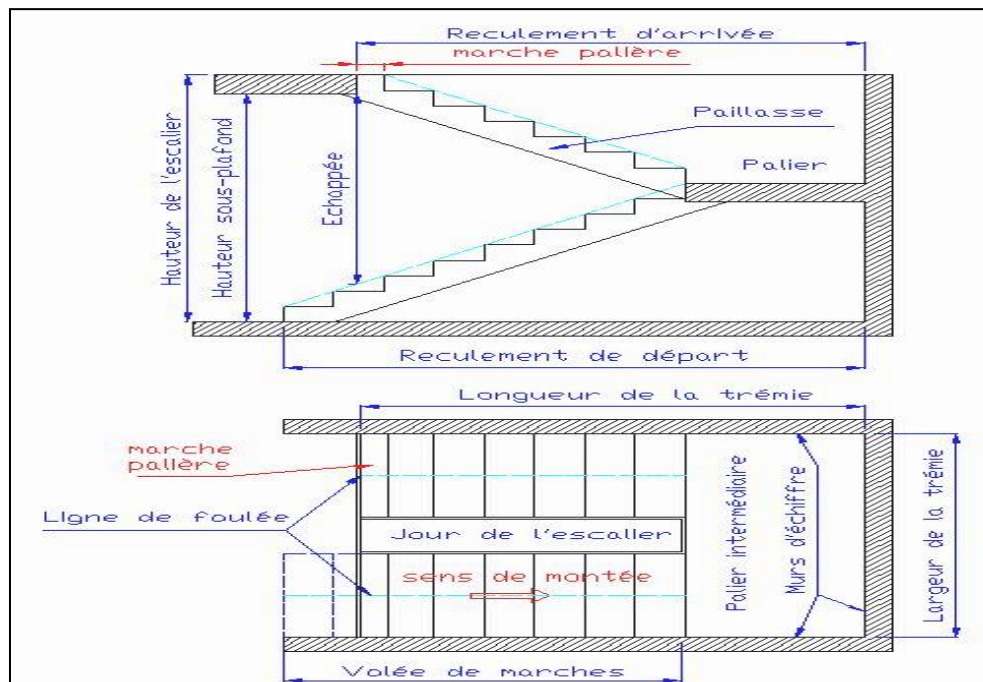 Reculement d'arrivée
marche palière
Paillasse
Palier
Hauteur de l'escalier
Hauteur sous-plafond
Echappée
Reculement de départ
Longueur de la trémie
marche
palière
Ligne de foulée
Jour de l'escalier
sens de montée
Palier intermédiaire
Murs d'échiffre
Largeur de la trémie
Volée de marches